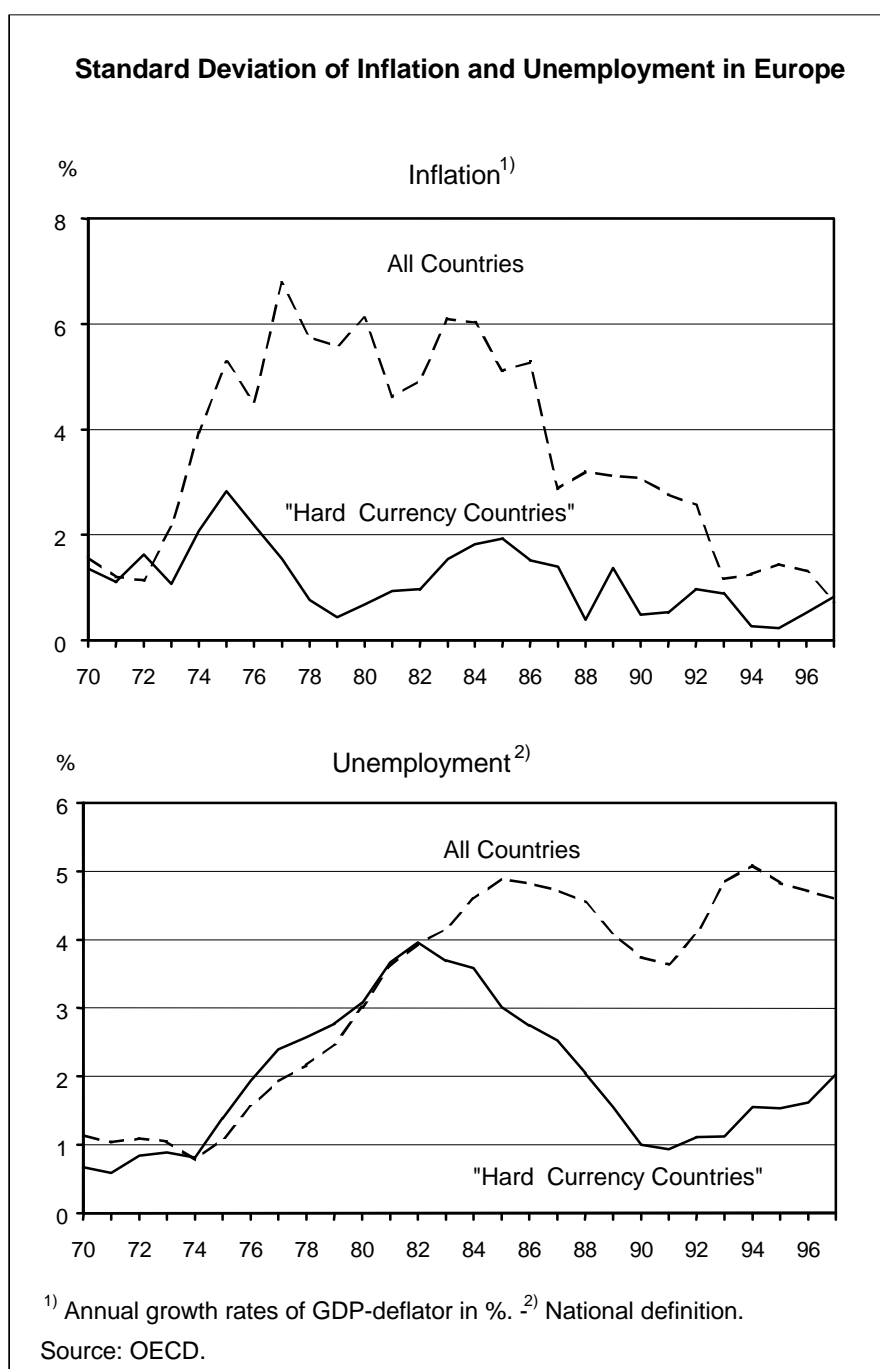 Standard Deviation of Inflation and Unemployment in Europe
%
Inflation1)
8
All Countries
6
4
"Hard Currency Countries"
2
0
70 72 74 76 78 80 82 84 86 88 90 92 94 96
%
Unemployment2)
6
All Countries
5
4
3
2
1
"Hard Currency Countries"
0
70 72 74 76 78 80 82 84 86 88 90 92 94 96
1) Annual growth rates of GDP-deflator in %. -2) National definition.
Source: OECD.